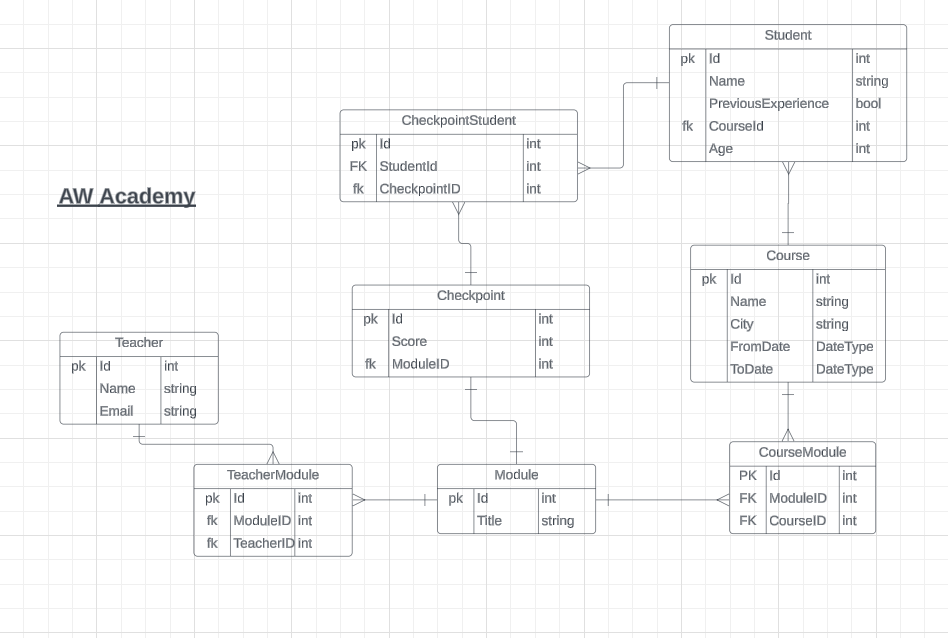 Student
pk Id int
Name string
PreviousExperience bool
fk CourseId int
Age int
CheckpointStudent
pk Id int
FK StudentId int
fk CheckpointID int
AW Academy
Course
pk Id int
Name string
City string
FromDate DateType
ToDate DateType
Checkpoint
pk Id int
Score int
fk ModuleID int
Teacher
pk Id int
Name string
Email string
TeacherModule
pk Id int
fk ModuleID int
fk TeacherID int
Module
pk Id int
Title string
CourseModule
PK Id int
FK ModuleID int
FK CourseID int